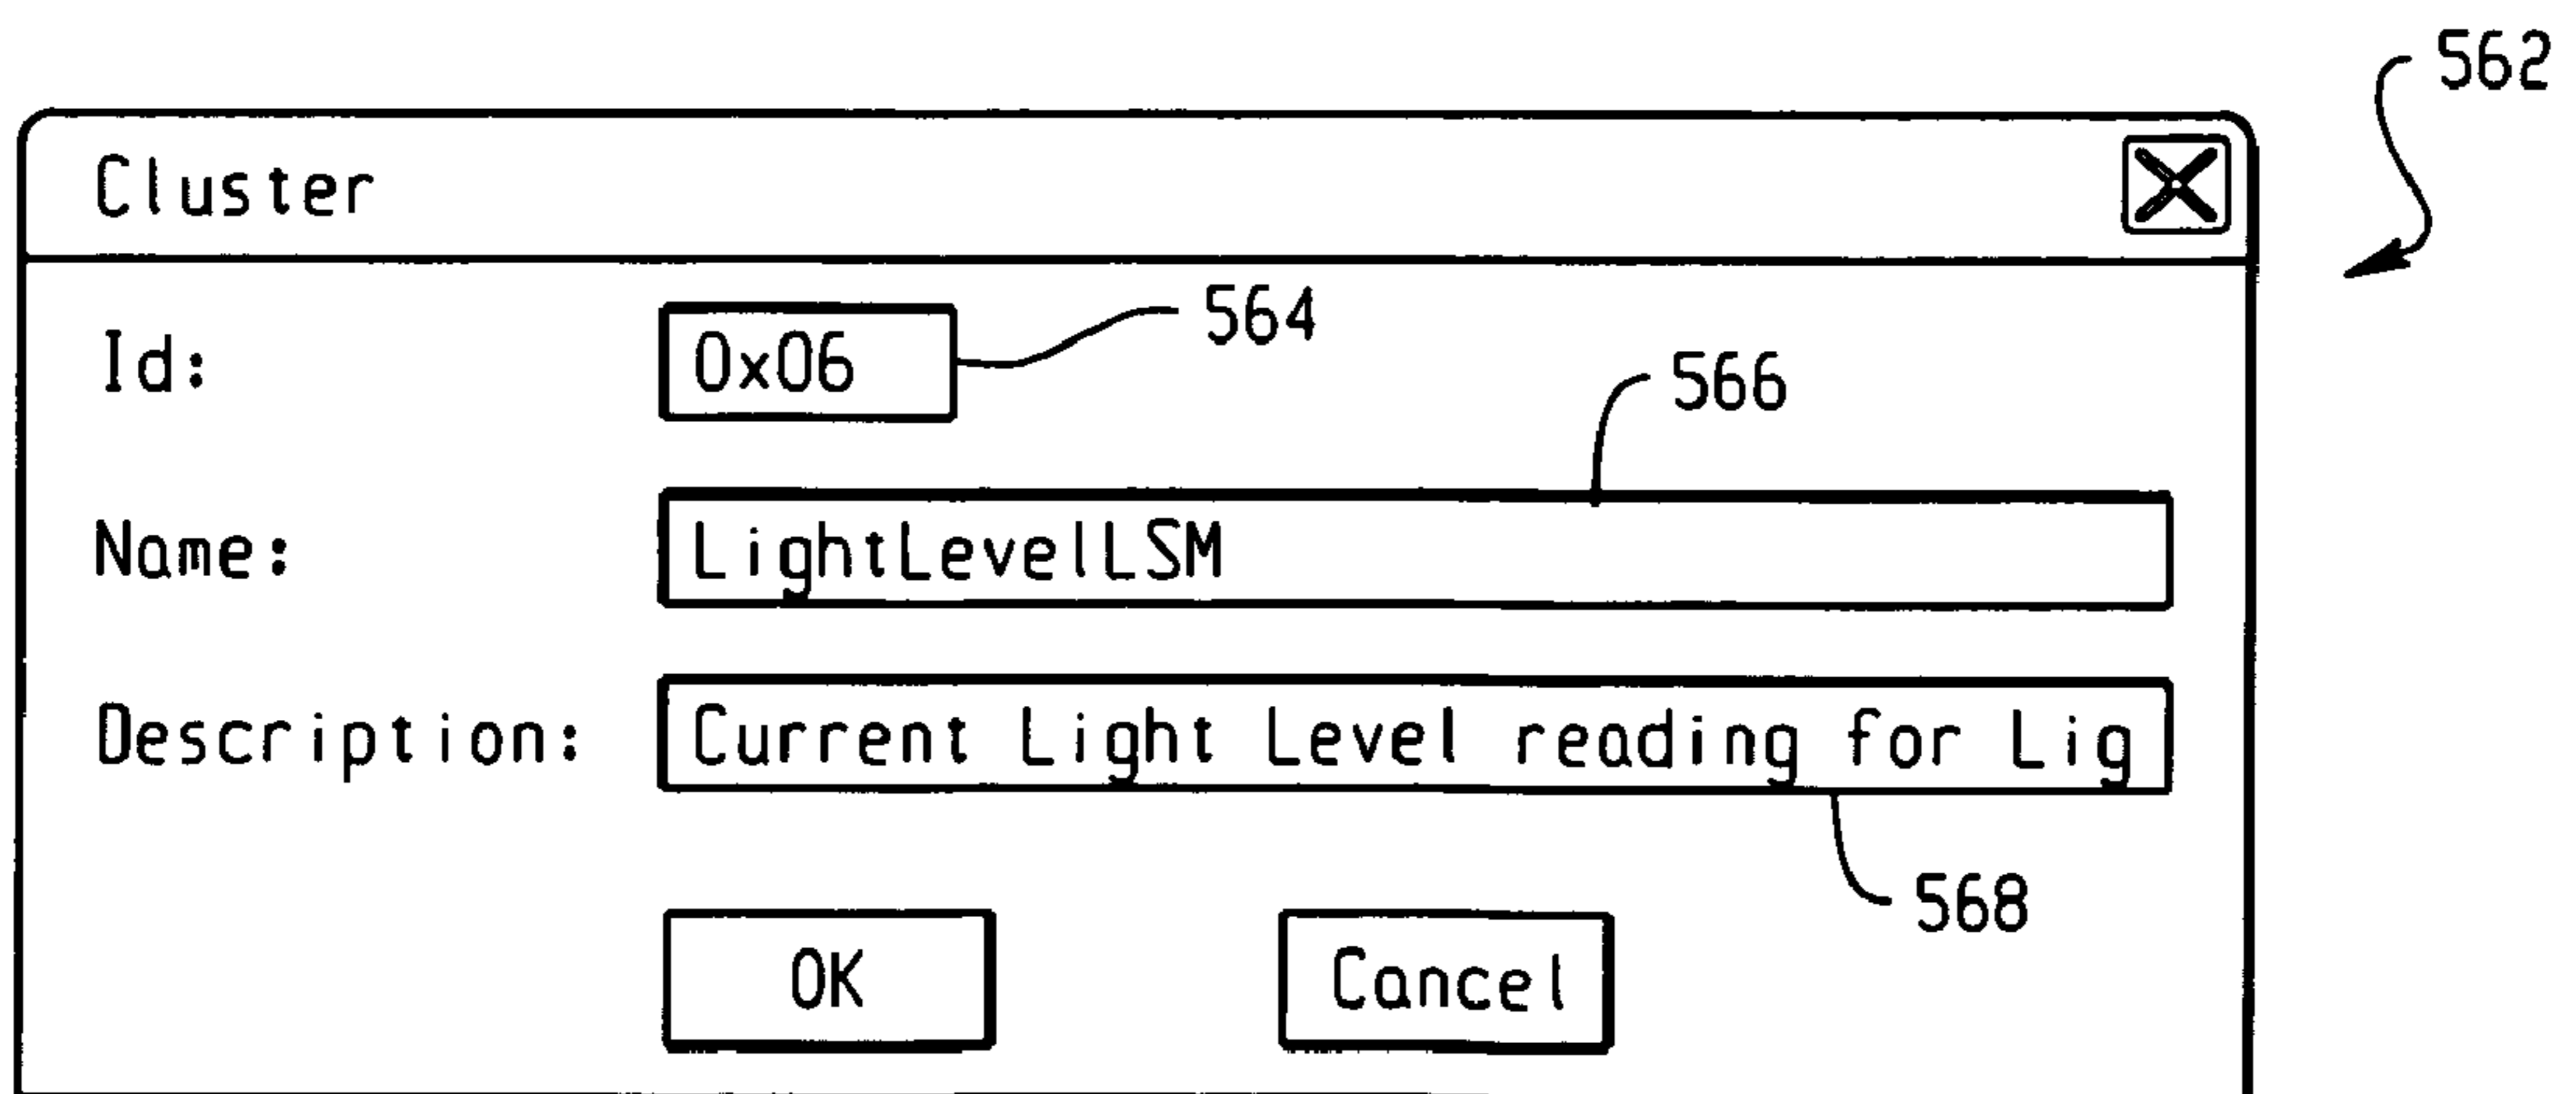 562
Cluster
Id: 0x06 564
566
Name: LightLevelLSM
Description: Current Light Level reading for Lig
568
OK Cancel